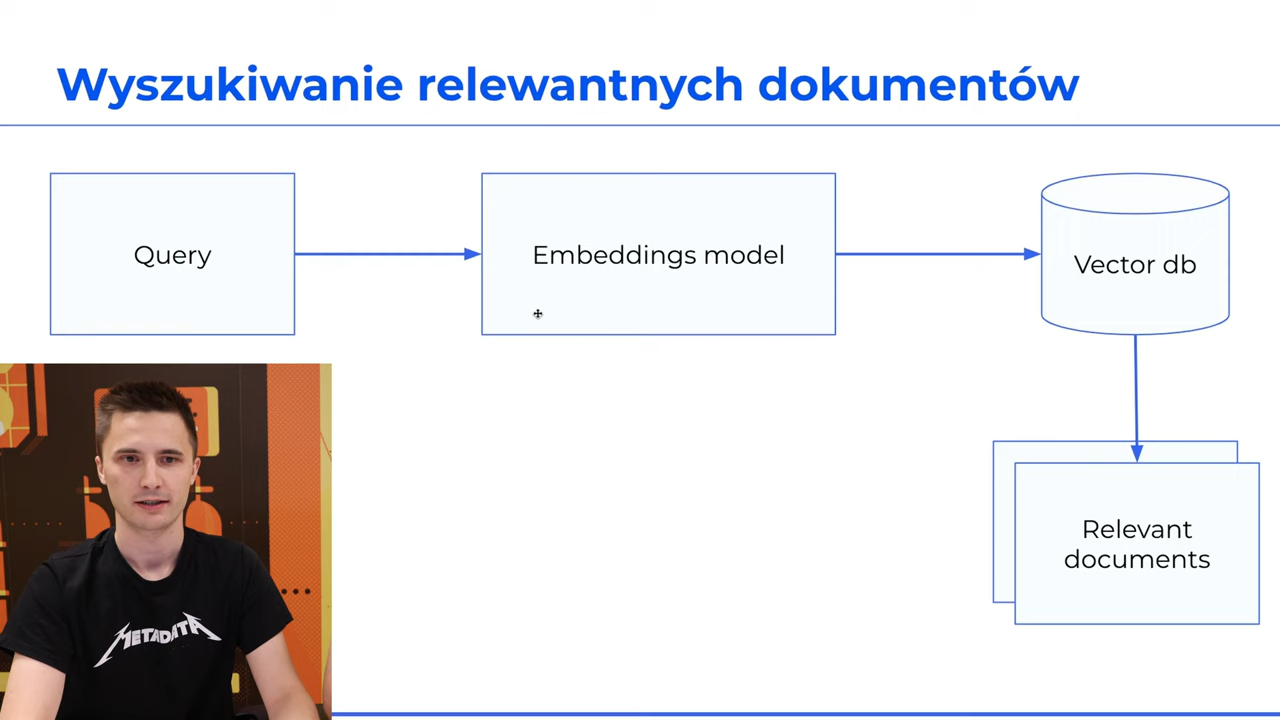 Wyszukiwanie relewantnych dokumentów
Query
Embeddings model
Vector db
Relevant
documents
METADATA